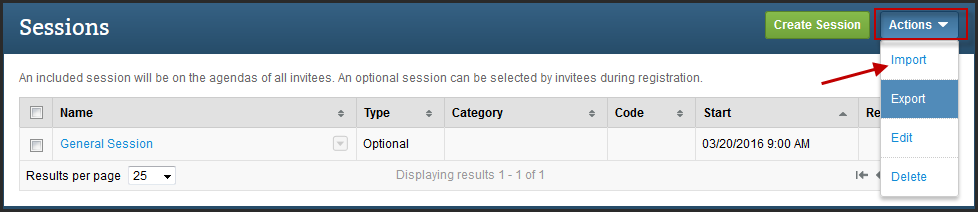 Sessions
Create Session
Actions
Import
Export
Edit
Delete
An included session will be on the agendas of all invitees. An optional session can be selected by invitees during registration.
Name Type Category Code Start Re
General Session Optional 03/20/2016 9:00 AM
Results per page 25 Displaying results 1 - 1 of 1